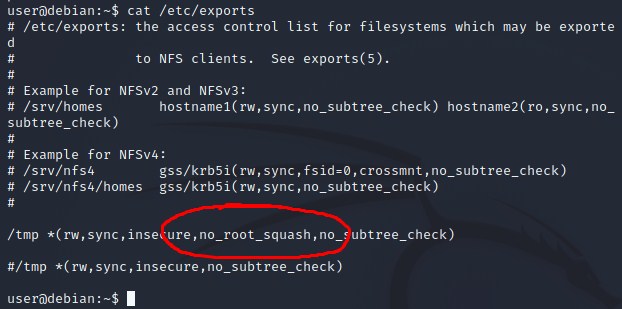 user@debian:~$ cat /etc/exports
# /etc/exports: the access control list for filesystems which may be exporte
d
#               to NFS clients.  See exports(5).
#
# Example for NFSv2 and NFSv3:
# /srv/homes       hostname1(rw,sync,no_subtree_check) hostname2(ro,sync,no_
subtree_check)
#
# Example for NFSv4:
# /srv/nfs4        gss/krb5i(rw,sync,fsid=0,crossmnt,no_subtree_check)
# /srv/nfs4/homes  gss/krb5i(rw,sync,no_subtree_check)
#
/tmp *(rw,sync,insecure,no_root_squash,no_subtree_check)
#/tmp *(rw,sync,insecure,no_subtree_check)
user@debian:~$